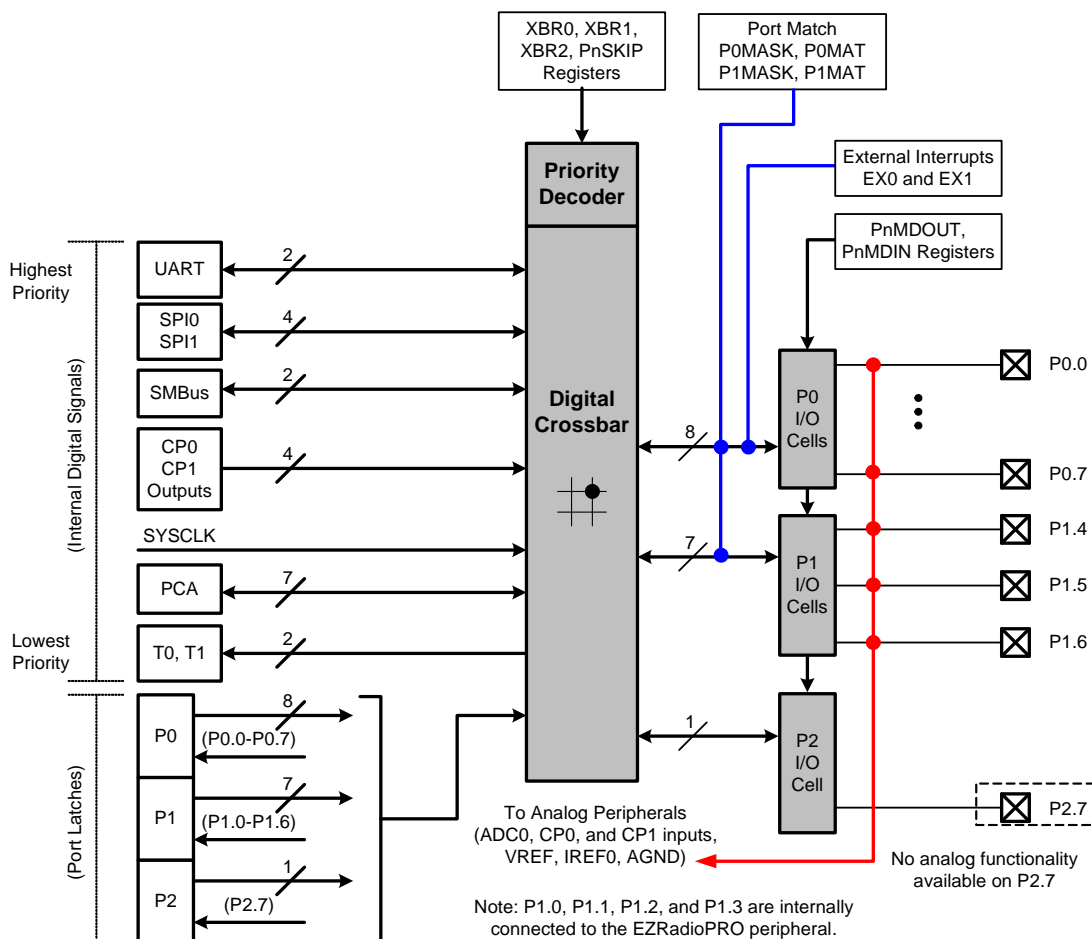 XBR0, XBR1,
XBR2, PnSKIP
Registers
Port Match
P0MASK, P0MAT
P1MASK, P1MAT
External Interrupts
EX0 and EX1
PnMDOUT,
PnMDIN Registers
Priority
Decoder
Digital
Crossbar
Highest
Priority
(Internal Digital Signals)
Lowest
Priority
UART
2
SPI0
SPI1
4
SMBus
2
CP0
CP1
Outputs
4
SYSCLK
PCA
7
T0, T1
2
(Port Latches)
P0
8
(P0.0-P0.7)
P1
7
(P1.0-P1.6)
P2
1
(P2.7)
8
7
1
P0
I/O
Cells
P1
I/O
Cells
P2
I/O
Cell
P0.0
P0.7
P1.4
P1.5
P1.6
P2.7
To Analog Peripherals
(ADC0, CP0, and CP1 inputs,
VREF, IREF0, AGND)
No analog functionality
available on P2.7
Note: P1.0, P1.1, P1.2, and P1.3 are internally
connected to the EZRadioPRO peripheral.